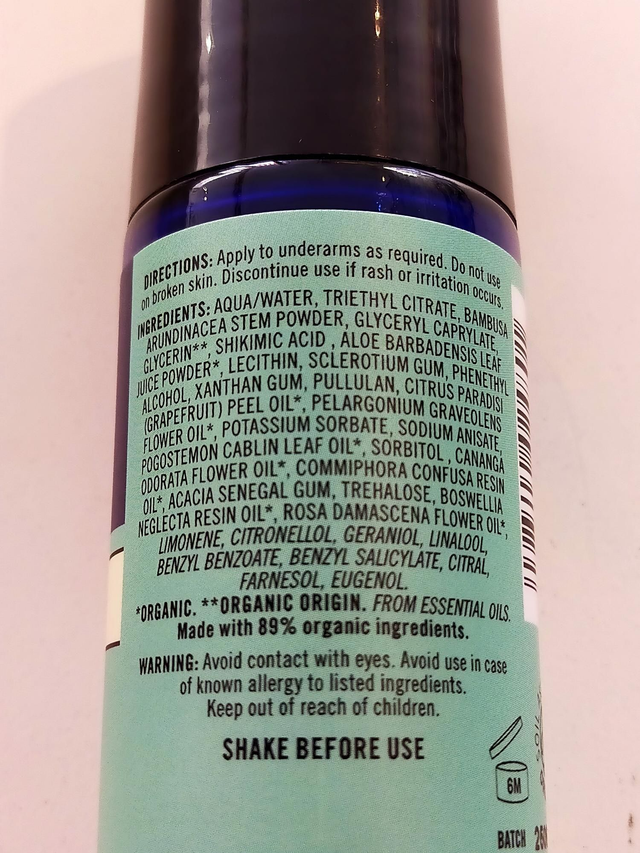 DIRECTIONS: Apply to underarms as required. Do not use
on broken skin. Discontinue use if rash or irritation occurs.
INGREDIENTS: AQUA/WATER, TRIETHYL CITRATE, BAMBUSA
ARUNDINACEA STEM POWDER, GLYCERYL CAPRYLATE,
GLYCERIN**, SHIKIMIC ACID , ALOE BARBADENSIS LEAF
JUICE POWDER*, LECITHIN, SCLEROTIUM GUM, PHENETHYL
ALCOHOL, XANTHAN GUM, PULLULAN, CITRUS PARADISI
(GRAPEFRUIT) PEEL OIL*, PELARGONIUM GRAVEOLENS
FLOWER OIL*, POTASSIUM SORBATE, SODIUM ANISATE,
POGOSTEMON CABLIN LEAF OIL*, SORBITOL , CANANGA
ODORATA FLOWER OIL*, COMMIPHORA CONFUSA RESIN
OIL*, ACACIA SENEGAL GUM, TREHALOSE, BOSWELLIA
NEGLECTA RESIN OIL*, ROSA DAMASCENA FLOWER OIL*,
LIMONENE, CITRONELLOL, GERANIOL, LINALOOL,
BENZYL BENZOATE, BENZYL SALICYLATE, CITRAL,
FARNESOL, EUGENOL.
*ORGANIC. **ORGANIC ORIGIN. FROM ESSENTIAL OILS.
Made with 89% organic ingredients.
WARNING: Avoid contact with eyes. Avoid use in case
of known allergy to listed ingredients.
Keep out of reach of children.
SHAKE BEFORE USE
6M
BATCH